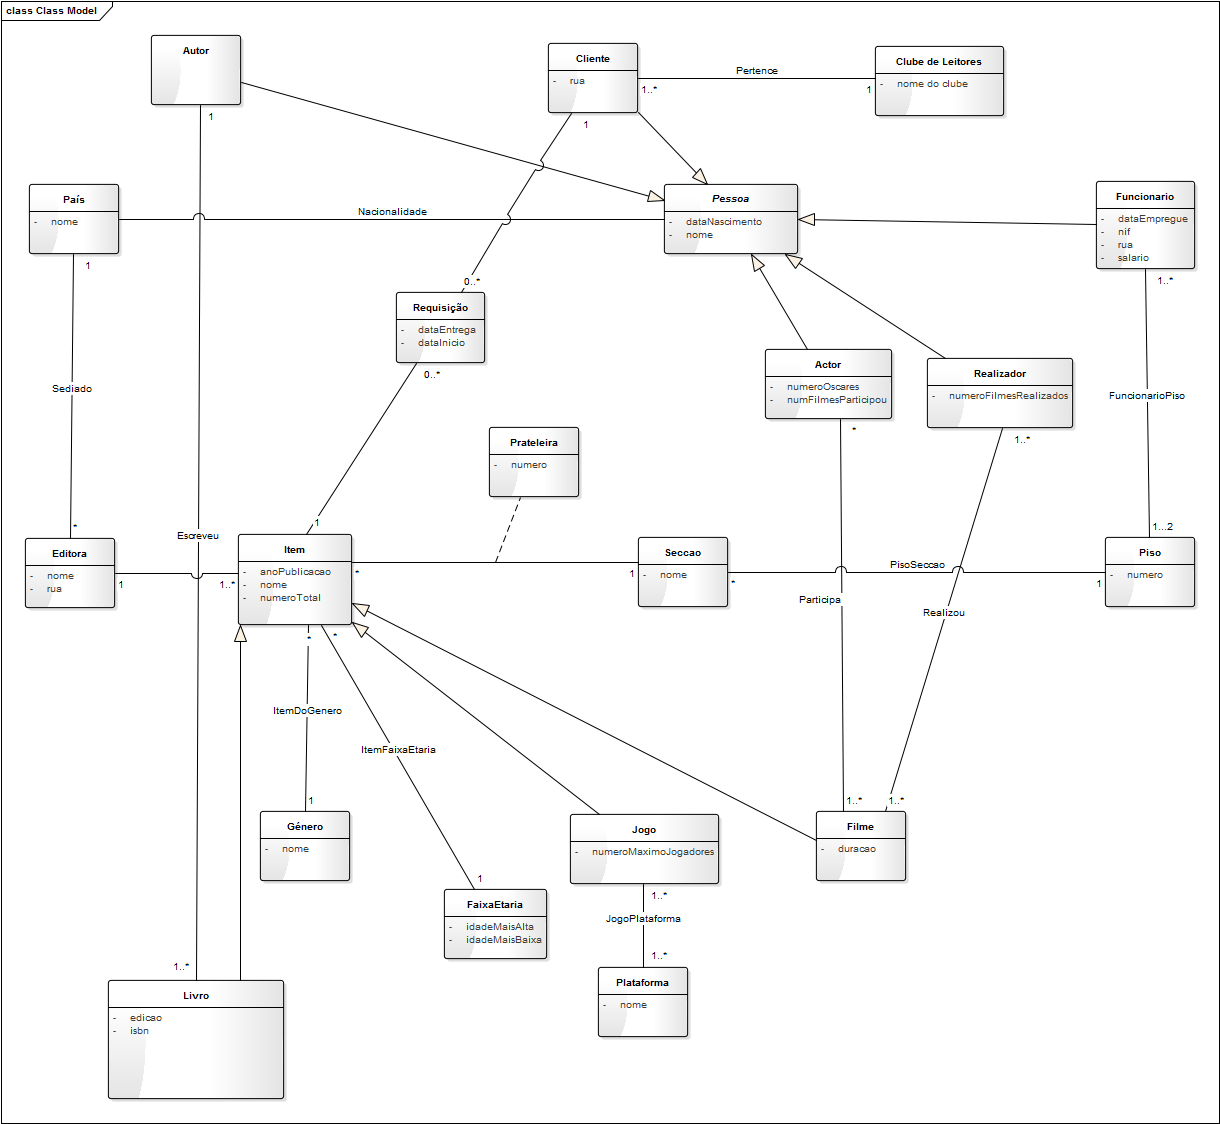 class Class Model
Autor
Cliente
- rua
Clube de Leitores
- nome do clube
Pertence
1..*
1
1
1
País
- nome
Nacionalidade
Pessoa
- dataNascimento
- nome
Funcionario
- dataEmpregue
- nif
- rua
- salario
1
1..*
0..*
Requisição
- dataEntrega
- dataInicio
0..*
Actor
- numeroOscares
- numFilmesParticipou
Realizador
- numeroFilmesRealizados
Sediado
FuncionarioPiso
*
1..*
Prateleira
- numero
*
1
1...2
Escreveu
Editora
- nome
- rua
1
1..*
Item
- anoPublicacao
- nome
- numeroTotal
*
1
Seccao
- nome
*
PisoSeccao
1
Piso
- numero
Participa
Realizou
*
*
ItemDoGenero
ItemFaixaEtaria
1
1..*
1..*
Género
- nome
Jogo
- numeroMaximoJogadores
Filme
- duracao
1
1..*
FaixaEtaria
- idadeMaisAlta
- idadeMaisBaixa
JogoPlataforma
1..*
1..*
Plataforma
- nome
Livro
- edicao
- isbn